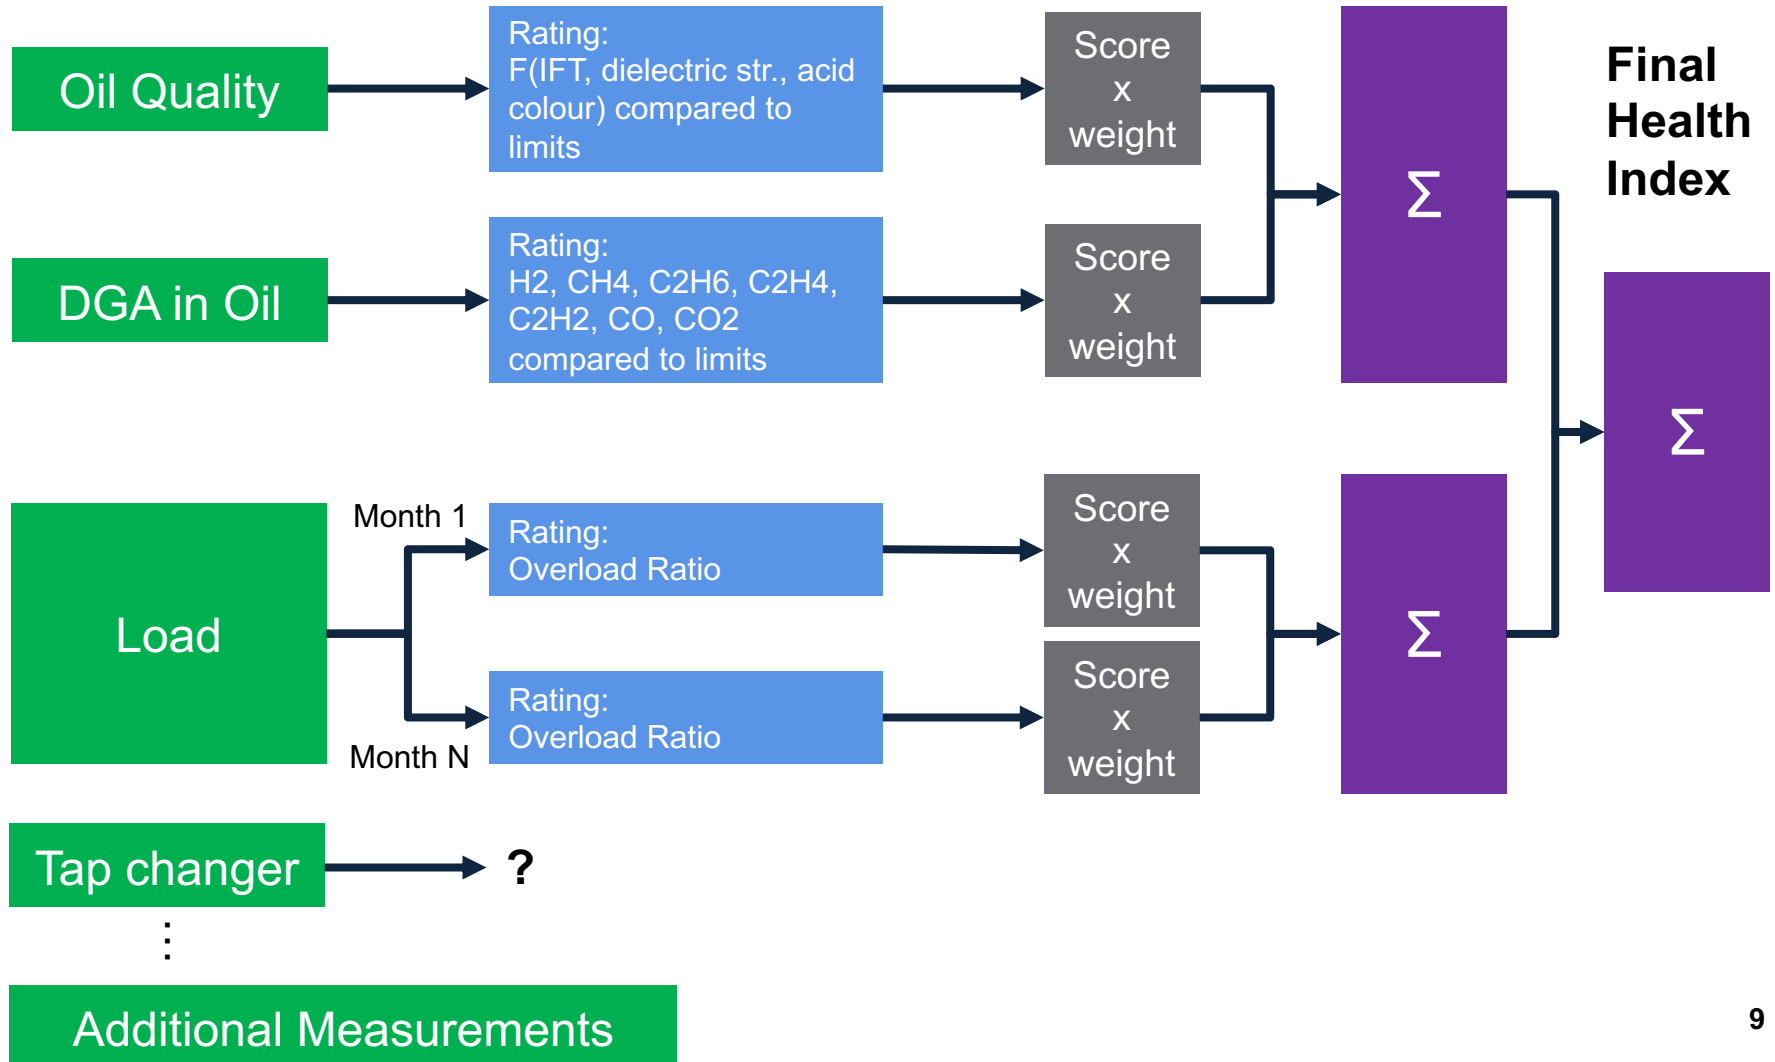 Oil Quality
Rating:
F(IFT, dielectric str., acid
colour) compared to
limits
Score
x
weight
Σ
Final
Health
Index
DGA in Oil
Rating:
H2, CH4, C2H6, C2H4,
C2H2, CO, CO2
compared to limits
Score
x
weight
Σ
Load
Month 1
Rating:
Overload Ratio
Score
x
weight
Σ
Month N
Rating:
Overload Ratio
Score
x
weight
Tap changer
?
⋮
Additional Measurements
9